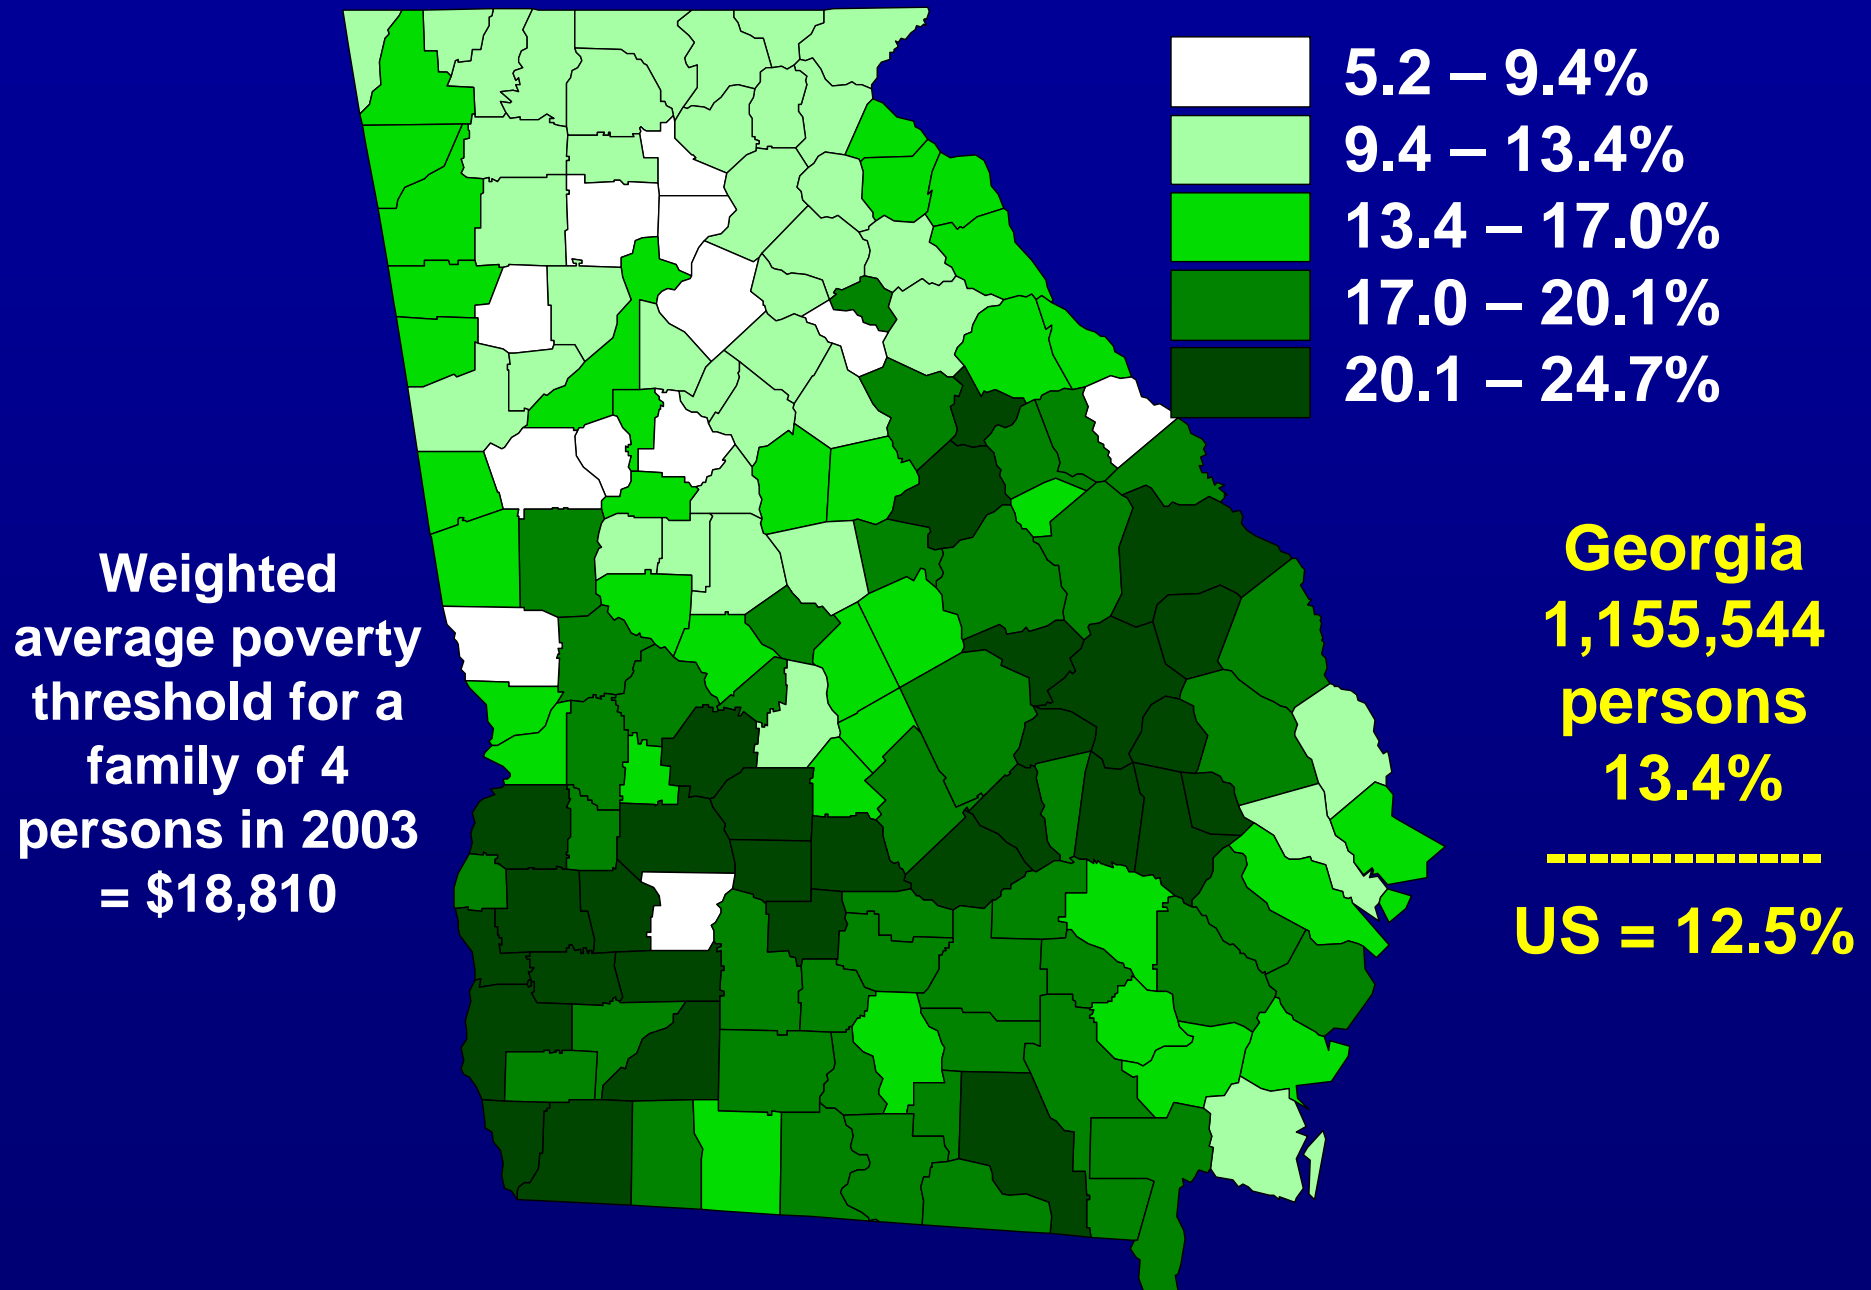 5.2 – 9.4%
9.4 – 13.4%
13.4 – 17.0%
17.0 – 20.1%
20.1 – 24.7%
Weighted
average poverty
threshold for a
family of 4
persons in 2003
= $18,810
Georgia
1,155,544
persons
13.4%
-------------
US = 12.5%